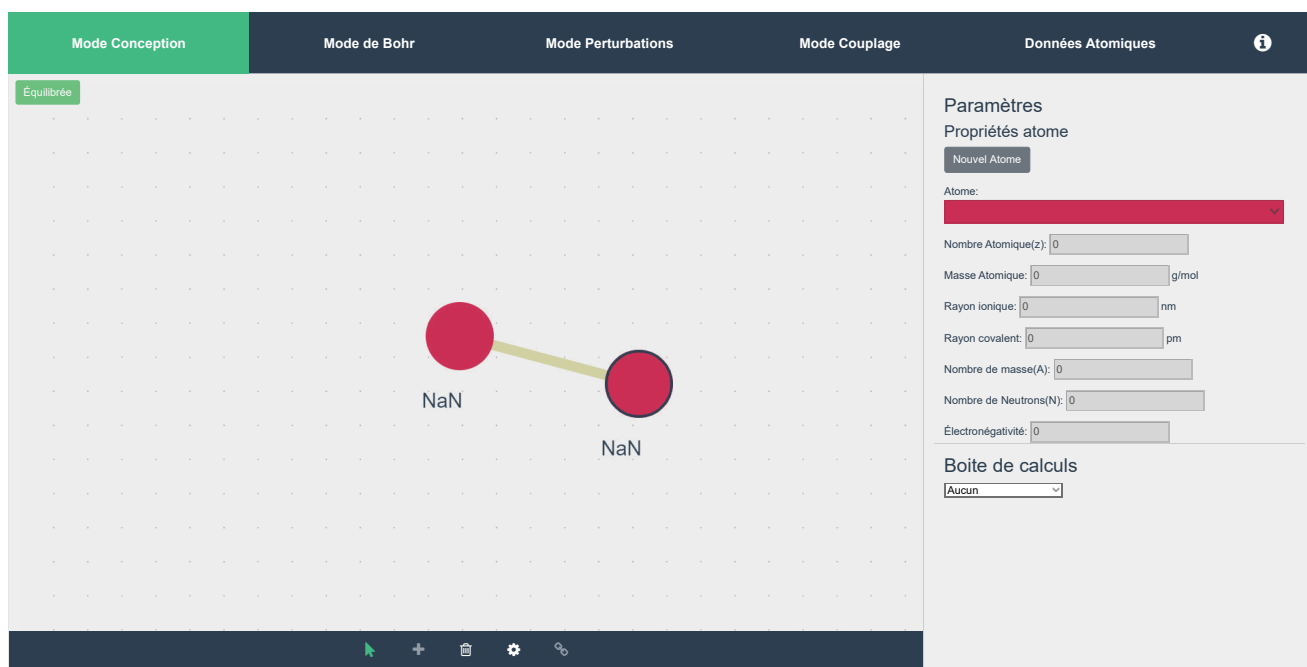 Mode Conception Mode de Bohr Mode Perturbations Mode Couplage Données Atomiques
Équilibrée
NaN
NaN
Paramètres
Propriétés atome
Nouvel Atome
Atome:
Nombre Atomique(z): 0
Masse Atomique: 0 g/mol
Rayon ionique: 0 nm
Rayon covalent: 0 pm
Nombre de masse(A): 0
Nombre de Neutrons(N): 0
Électronégativité: 0
Boite de calculs
Aucun